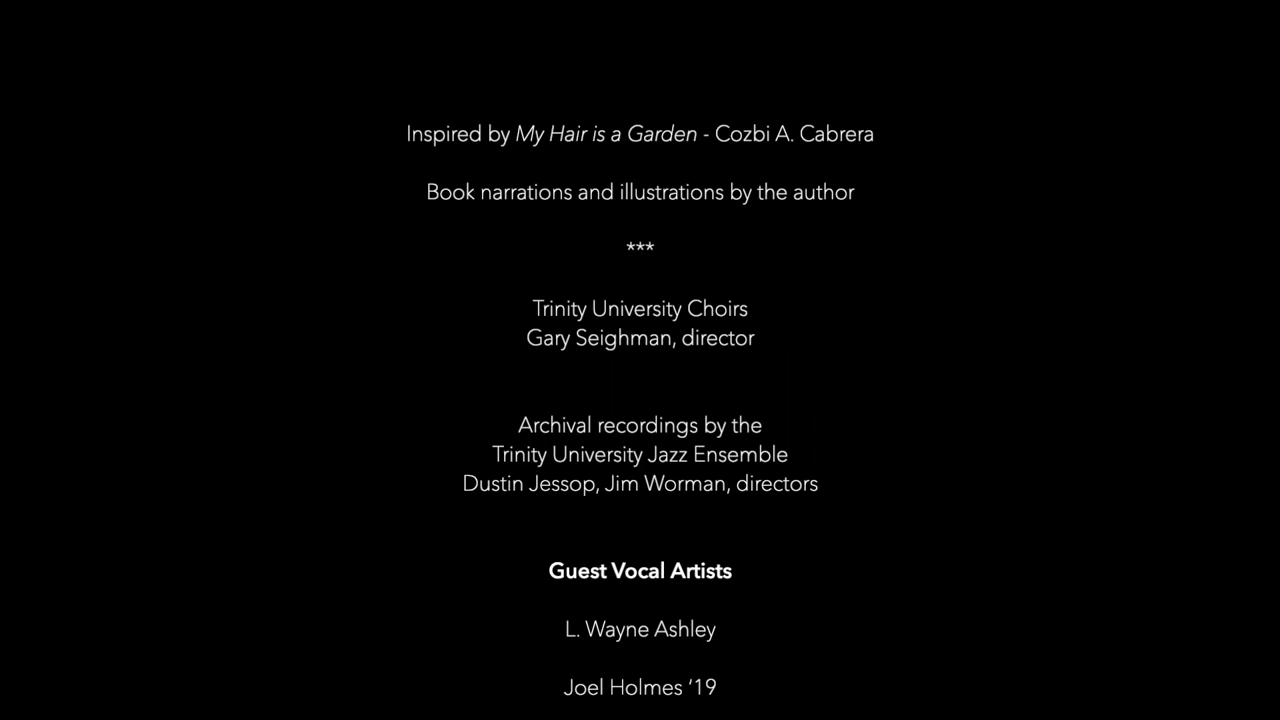 Inspired by My Hair is a Garden - Cozbi A. Cabrera
Book narrations and illustrations by the author
***
Trinity University Choirs
Gary Seighman, director
Archival recordings by the
Trinity University Jazz Ensemble
Dustin Jessop, Jim Worman, directors
Guest Vocal Artists
L. Wayne Ashley
Joel Holmes ‘19